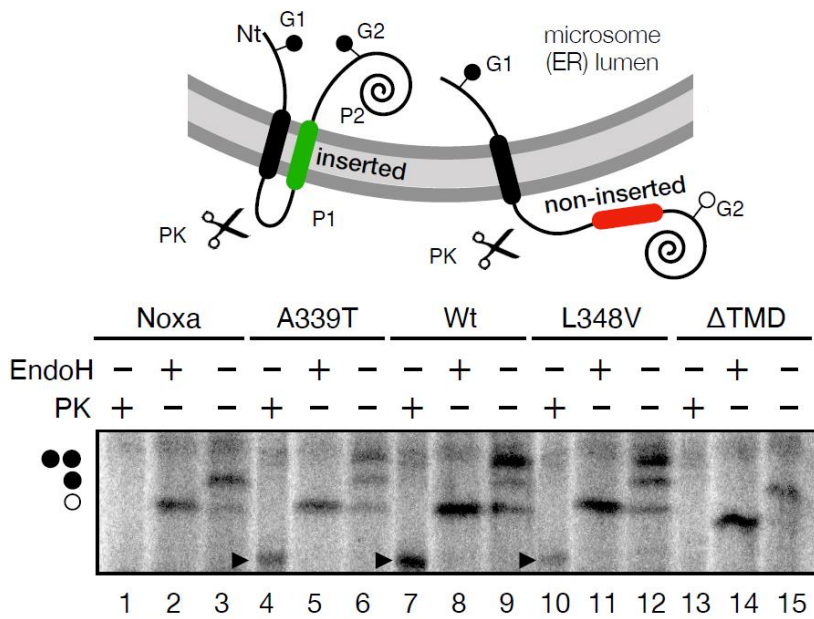 Nt G1 G2 microsome
(ER) lumen
G1
P2
inserted
non-inserted
P1 G2
PK PK
Noxa A339T Wt L348V ΔTMD
EndoH – + – – + – – + – – + – – + –
PK + – – + – – + – – + – – + – –
1 2 3 4 5 6 7 8 9 10 11 12 13 14 15